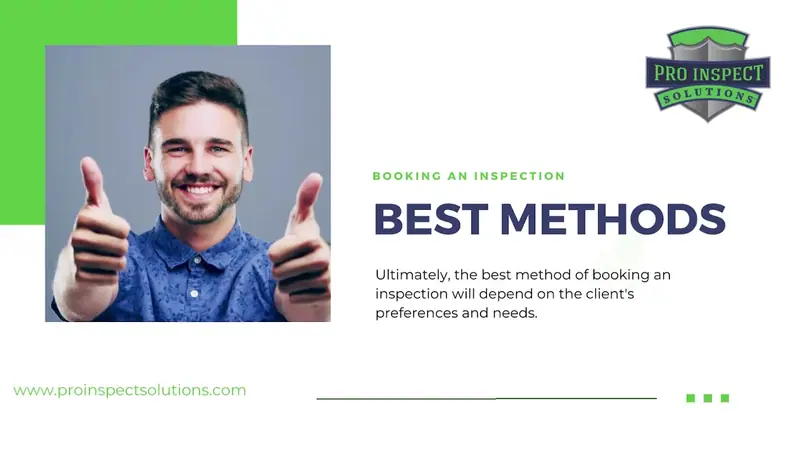 PRO INSPECT
SOLUTIONS
BOOKING AN INSPECTION
BEST METHODS
Ultimately, the best method of booking an
inspection will depend on the client's
preferences and needs.
www.proinspectsolutions.com